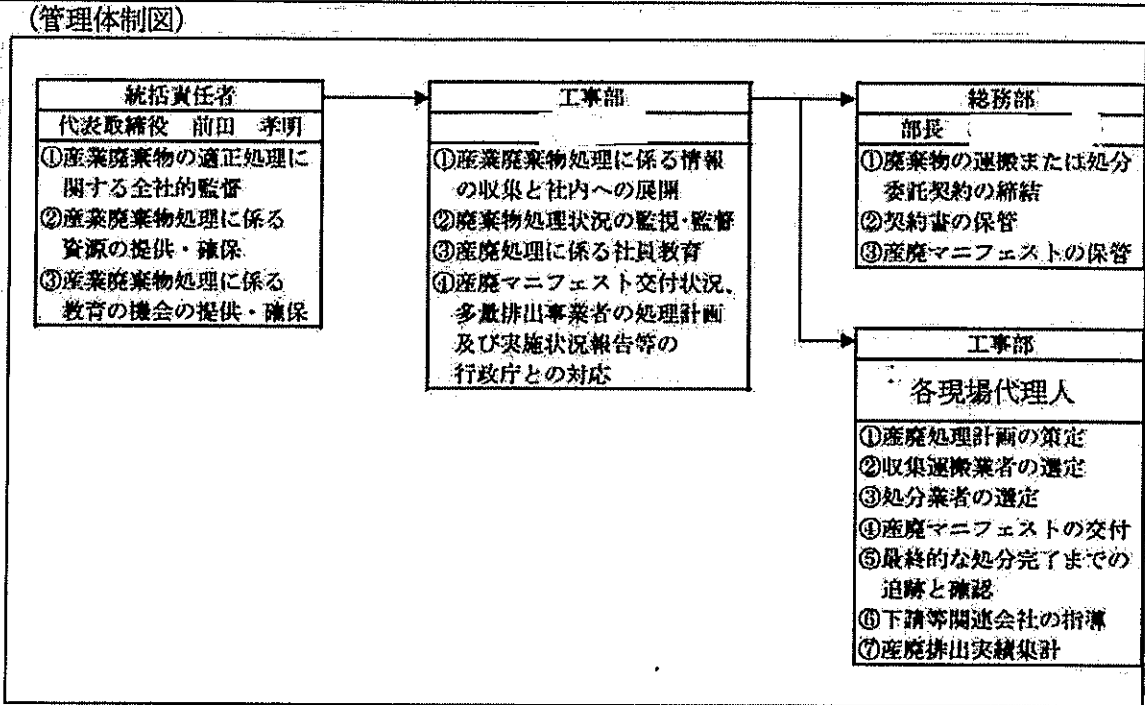 (管理体制図)
統括責任者
代表取締役 前田 孝明
①産業廃棄物の適正処理に
関する全社的監督
②産業廃棄物処理に係る
資源の提供・確保
③産業廃棄物処理に係る
教育の機会の提供・確保
工事部
①産業廃棄物処理に係る情報
の収集と社内への展開
②廃棄物処理状況の監視・監督
③産廃処理に係る社員教育
④産廃マニフェスト交付状況、
多量排出事業者の処理計画
及び実施状況報告等の
行政庁との対応
総務部
部長
①廃棄物の運搬または処分
委託契約の締結
②契約書の保管
③産廃マニフェストの保管
工事部
各現場代理人
①産廃処理計画の策定
②収集運搬業者の選定
③処分業者の選定
④産廃マニフェストの交付
⑤最終的な処分完了までの
追跡と確認
⑥下請等関連会社の指導
⑦産廃排出実績集計